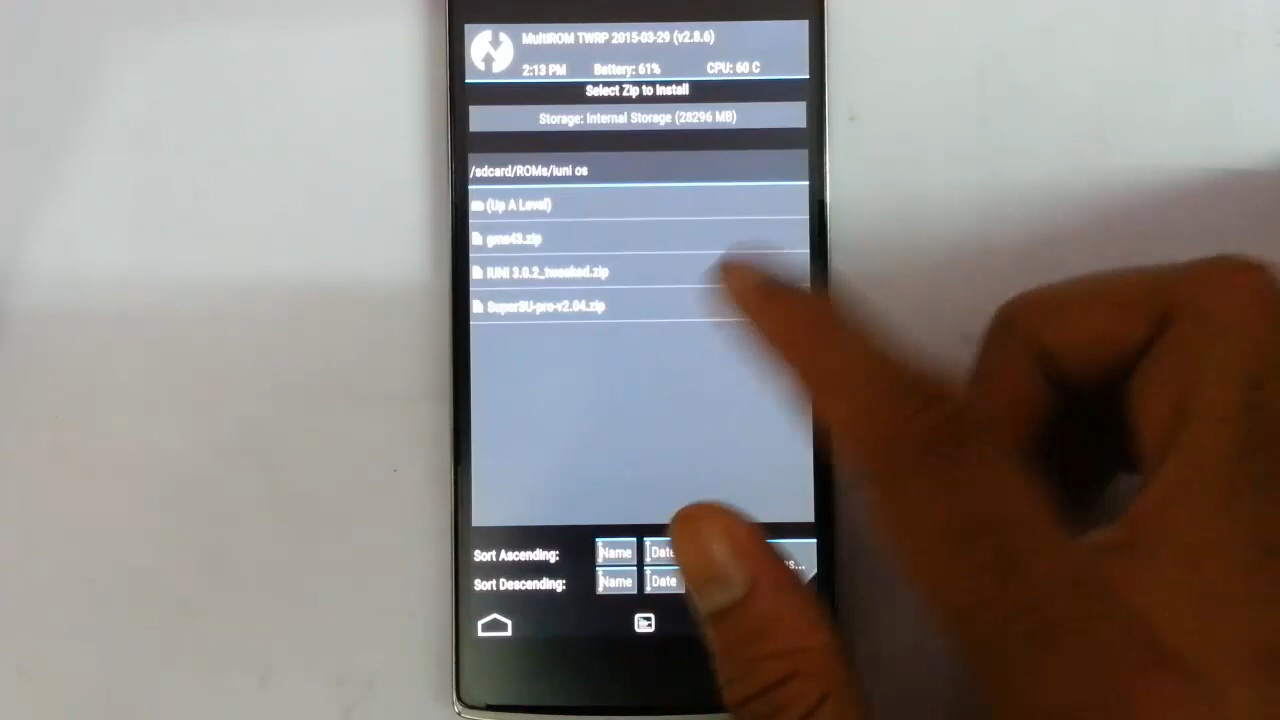 MultiROM TWRP 2015-03-29 (v2.8.6)
2:13 PM Battery: 61% CPU: 60 C
Select Zip to Install
Storage: Internal Storage (28296 MB)
/sdcard/ROMs/iuni os
(Up A Level)
gms43.zip
IUNI 3.0.2_tweaked.zip
SuperSU-pro-v2.04.zip
Sort Ascending: Name Date
Sort Descending: Name Date